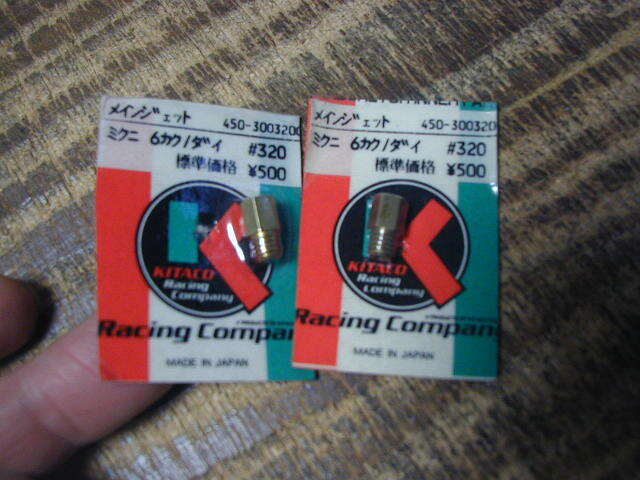 メインジェット 450-3003200
ミクニ 6カク/ダイ #320
標準価格 ¥500
KITACO
Racing
Company
Racing Compan
MADE IN JAPAN
メインジェット 450-300320
ミクニ 6カク/ダイ #320
標準価格 ¥500
K
KITACO
Racing
Company
Racing Company
MADE IN JAPAN